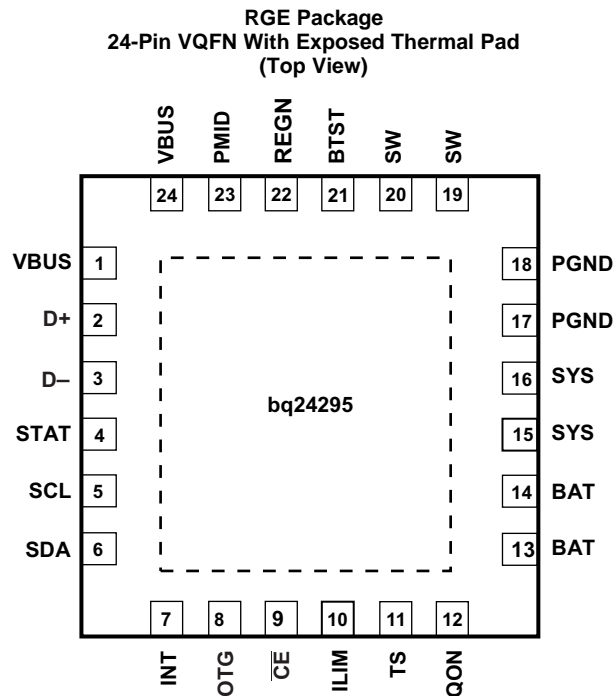 RGE Package
24-Pin VQFN With Exposed Thermal Pad
(Top View)
VBUS PMID REGN BTST SW SW
24 23 22 21 20 19
VBUS 1
D+ 2
D– 3
STAT 4
SCL 5
SDA 6
bq24295
18 PGND
17 PGND
16 SYS
15 SYS
14 BAT
13 BAT
7 8 9 10 11 12
INT OTG CE ILIM TS QON